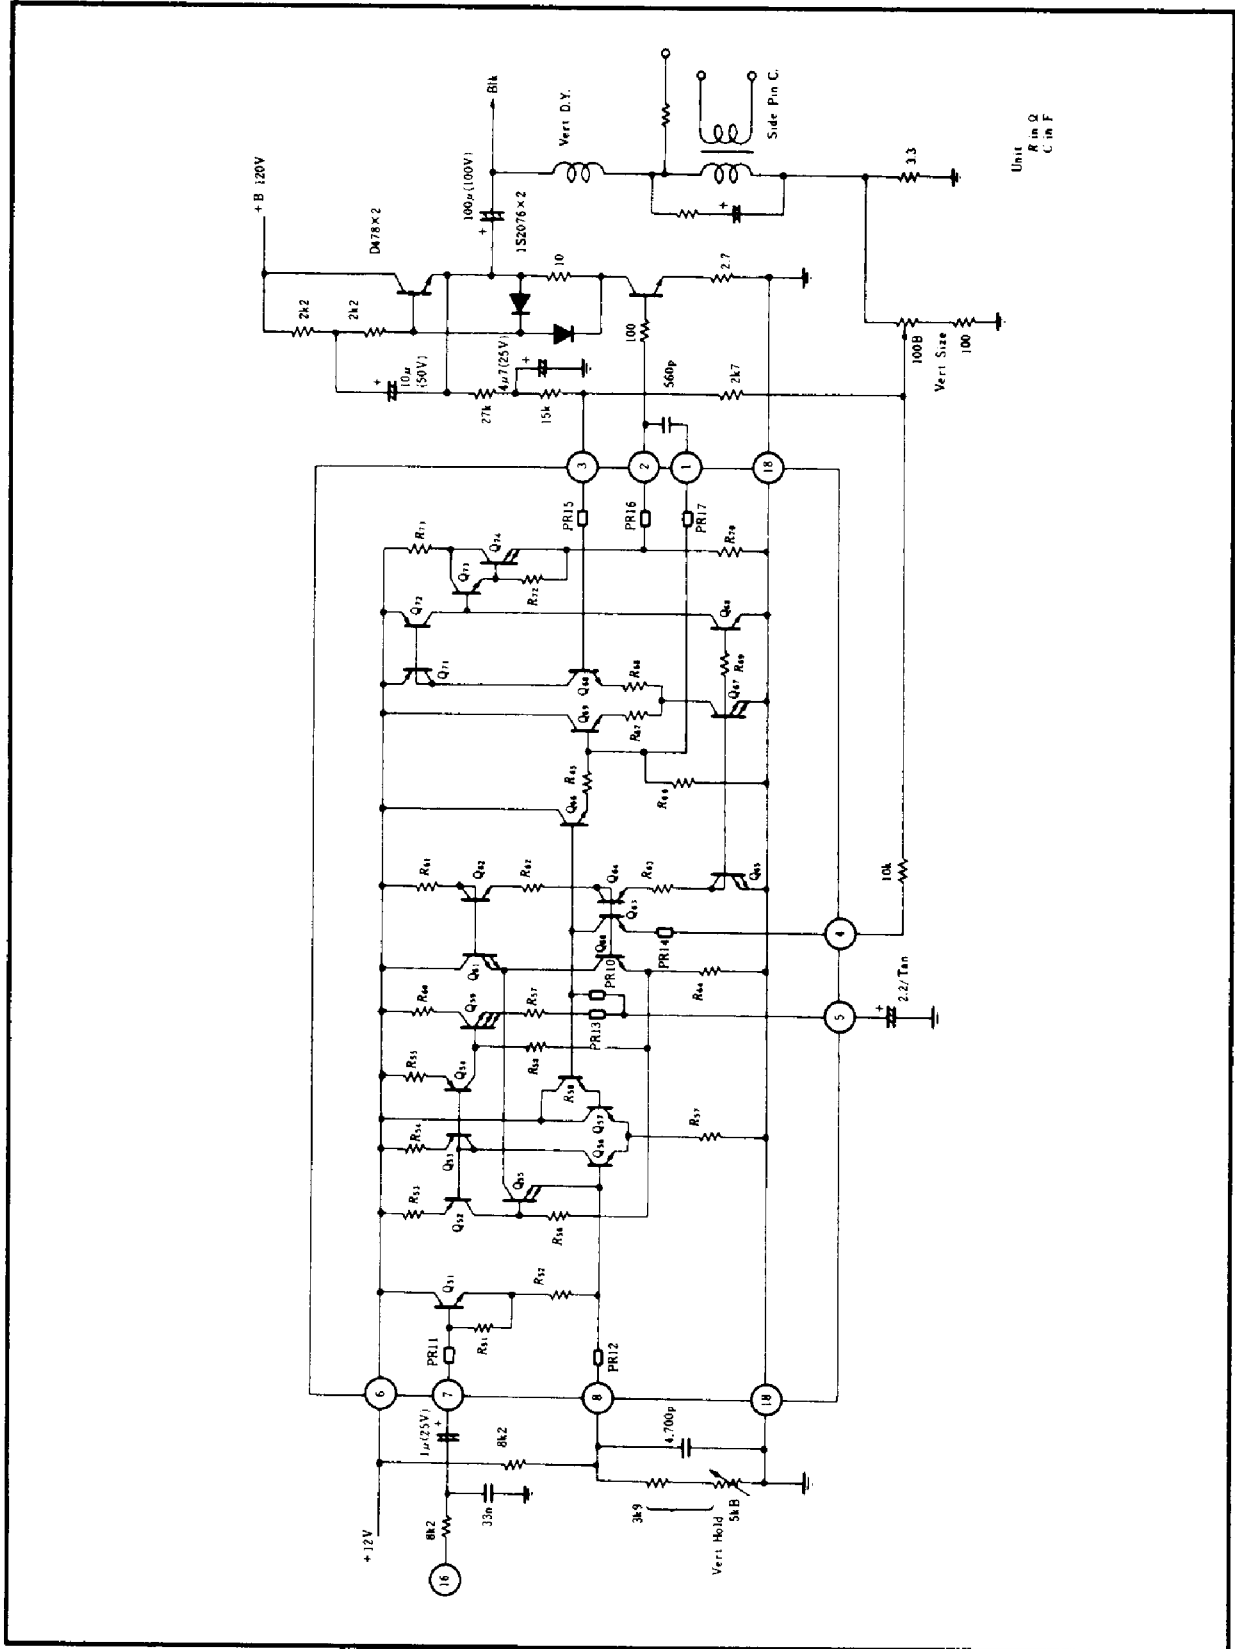 +B 120V
Blk
D478×2
100μ(100V)
+
1S2076×2
Vert D.Y.
Side Pin C.
2k2
2k2
10
2.7
3.3
Unit
R in Ω
C in F
+
10μ
(50V)
4μ7(25V)
+
100
+
560p
27k
15k
2k7
100B
Vert Size
100
3
2
1
18
PR15
PR16
PR17
R73
Q74
Q73
R72
R70
Q72
Q71
Q68
R68
R69
Q67
Q69
R67
R65
R66
Q66
R61
Q62
R62
Q64
R63
Q65
Q63
10k
Q61
PR10
PR14
R64
4
R60
Q59
R57
PR13
5
+
2.2/Tan
R55
Q54
R58
R58
R54
Q53
Q57
Q56
R57
R53
Q52
Q55
R56
Q51
R52
R51
PR11
PR12
6
7
8
18
+12V
1μ(25V)
+
8k2
4,700p
8k2
33n
3k9
5kB
Vert Hold
16